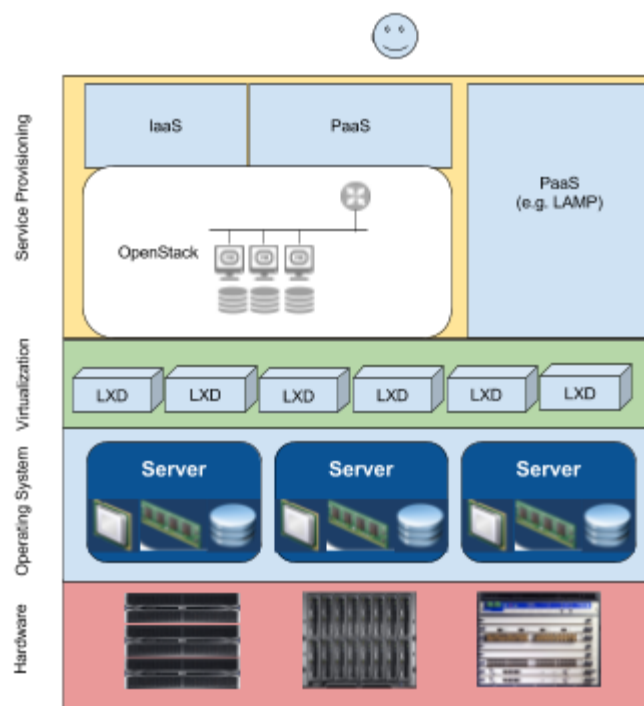 Service Provisioning
IaaS
PaaS
PaaS
(e.g. LAMP)
OpenStack
Virtualization
LXD
LXD
LXD
LXD
LXD
LXD
Operating System
Server
Server
Server
Hardware